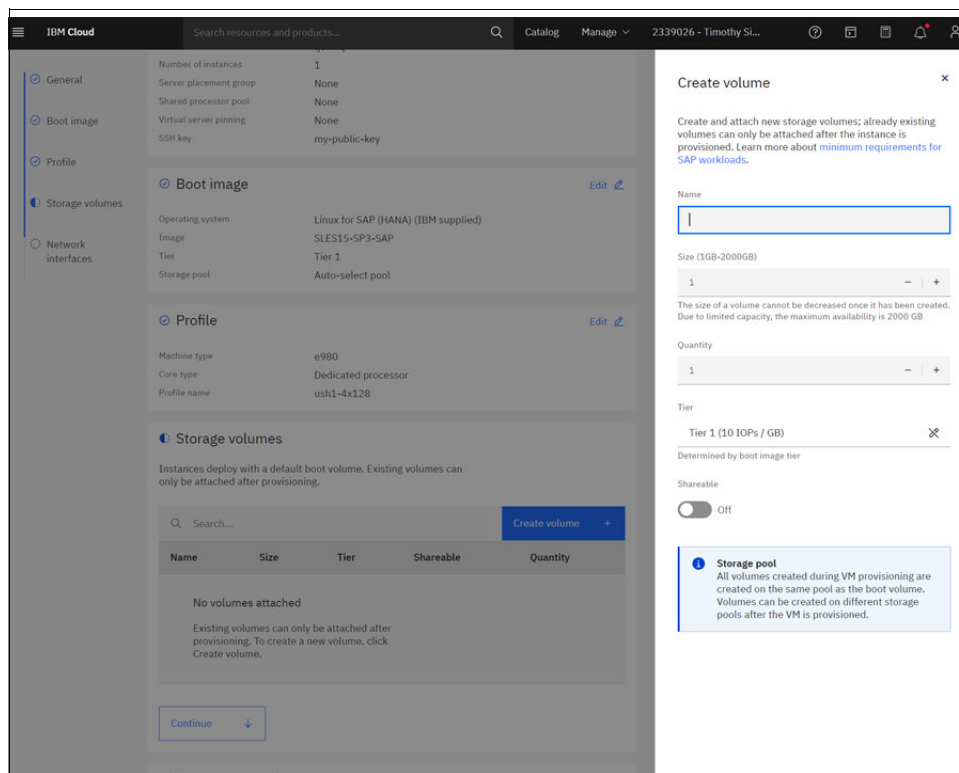 IBM Cloud
Search resources and products...
Catalog
Manage
2339026 - Timothy Si...
General
Boot image
Profile
Storage volumes
Network
interfaces
Number of instances
1
Server placement group
None
Shared processor pool
None
Virtual server pinning
None
SSH key
my-public-key
Boot image
Edit
Operating system
Linux for SAP (HANA) (IBM supplied)
Image
SLES15-SP3-SAP
Tier
Tier 1
Storage pool
Auto-select pool
Profile
Edit
Machine type
e980
Core type
Dedicated processor
Profile name
ush1-4x128
Storage volumes
Instances deploy with a default boot volume. Existing volumes can
only be attached after provisioning.
Search...
Create volume +
Name Size Tier Shareable Quantity
No volumes attached
Existing volumes can only be attached after
provisioning. To create a new volume, click
Create volume.
Continue
Create volume
Create and attach new storage volumes; already existing
volumes can only be attached after the instance is
provisioned. Learn more about minimum requirements for
SAP workloads.
Name
Size (1GB-2000GB)
1
The size of a volume cannot be decreased once it has been created.
Due to limited capacity, the maximum availability is 2000 GB
Quantity
1
Tier
Tier 1 (10 IOPs / GB)
Determined by boot image tier
Shareable
Off
Storage pool
All volumes created during VM provisioning are
created on the same pool as the boot volume.
Volumes can be created on different storage
pools after the VM is provisioned.